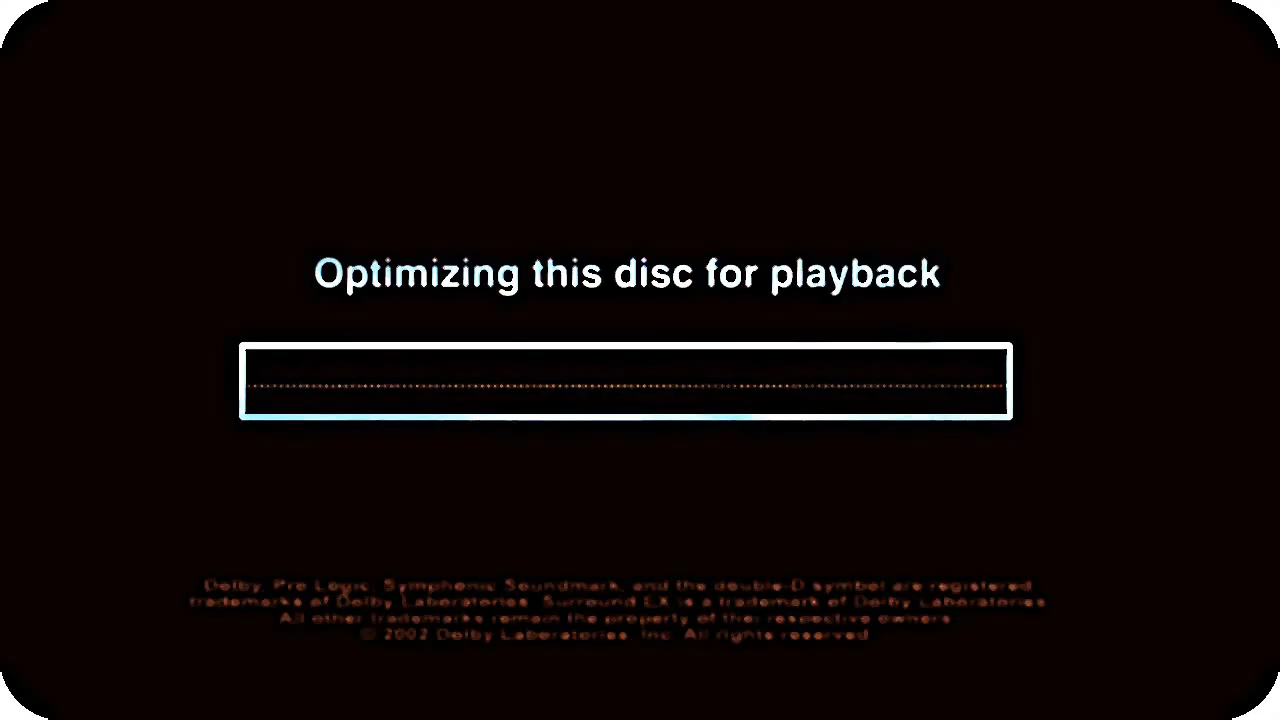 Optimizing this disc for playback
Dolby, Pro Logic, Symphonic Soundmark, and the double-D symbol are registered
trademarks of Dolby Laboratories. Surround EX is a trademark of Dolby Laboratories
All other trademarks remain the property of their respective owners
© 2002 Dolby Laboratories, Inc. All rights reserved